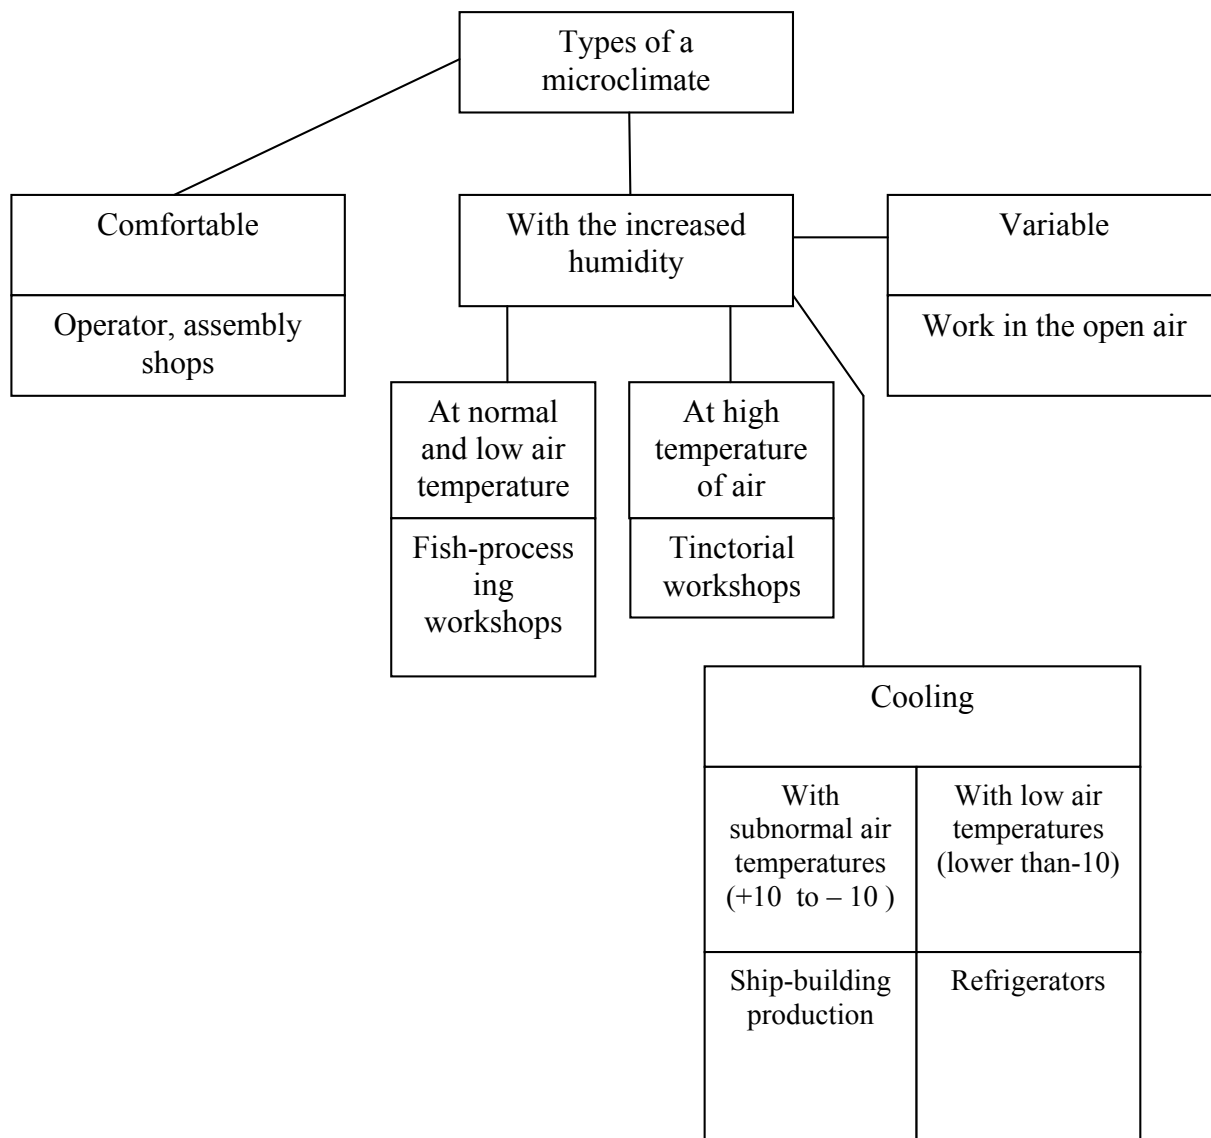 Types of a
microclimate
Comfortable
With the increased
humidity
Variable
Operator, assembly
shops
Work in the open air
At normal
and low air
temperature
At high
temperature
of air
Fish-process
ing
workshops
Tinctorial
workshops
Cooling
With
subnormal air
temperatures
(+10  to – 10 )
With low air
temperatures
(lower than-10)
Ship-building
production
Refrigerators